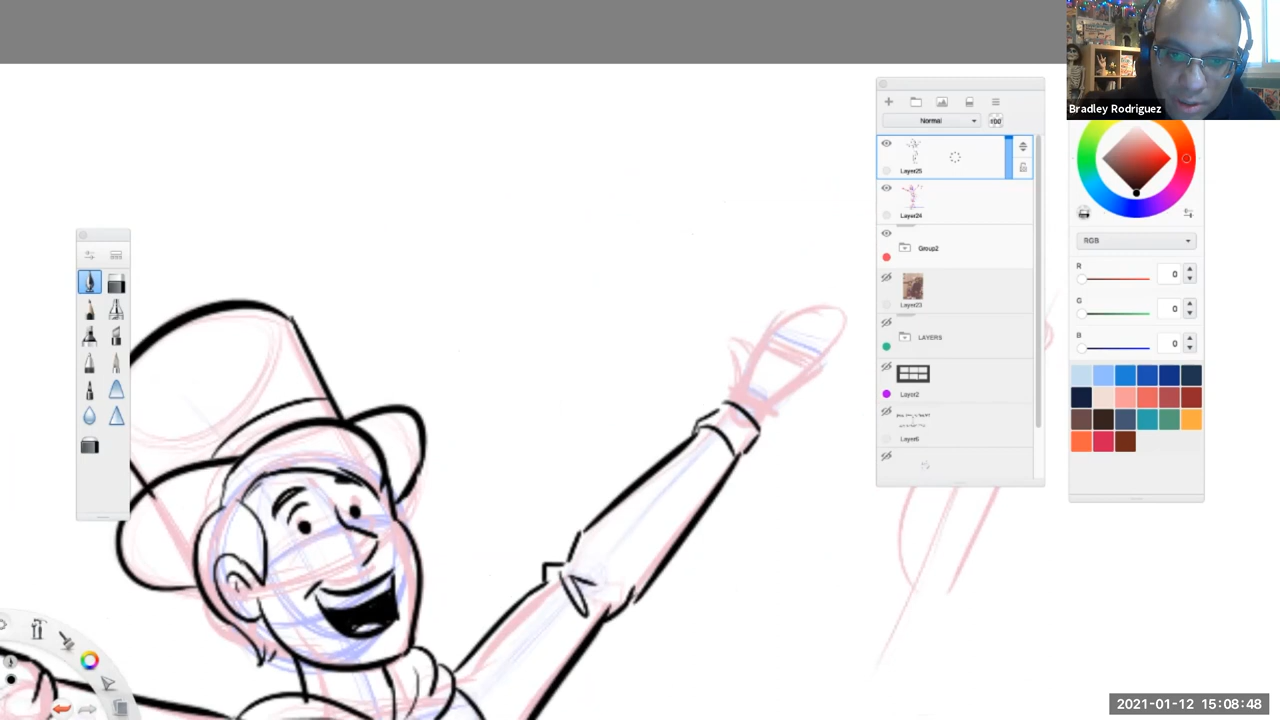 Bradley Rodriguez
Normal
100
Layer25
Layer24
Group2
Layer23
LAYERS
Layer2
Layer6
RGB
R
0
G
0
B
0
2021-01-12 15:08:48